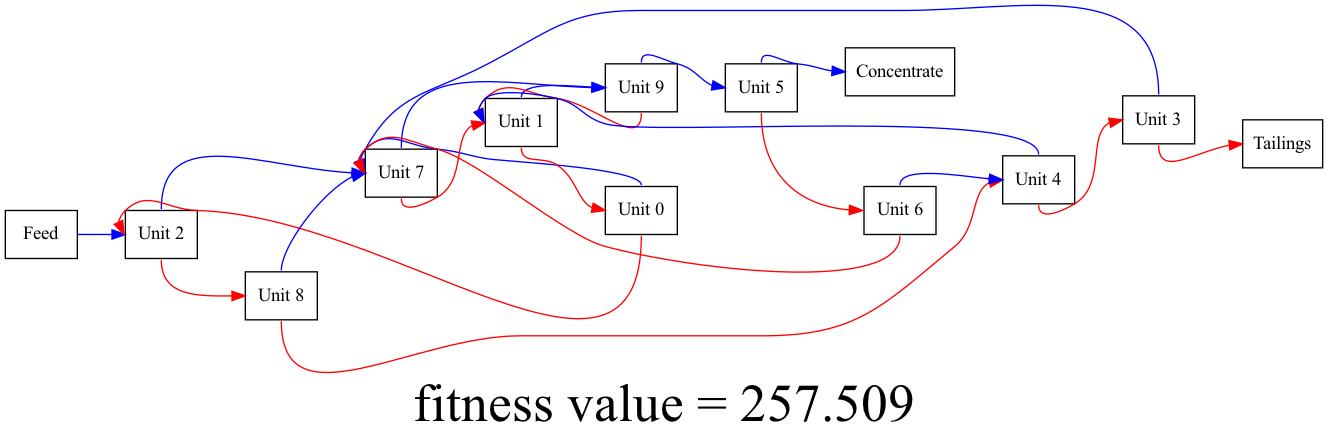 Feed
Unit 2
Unit 8
Unit 7
Unit 1
Unit 9
Unit 0
Unit 5
Concentrate
Unit 6
Unit 4
Unit 3
Tailings
fitness value = 257.509